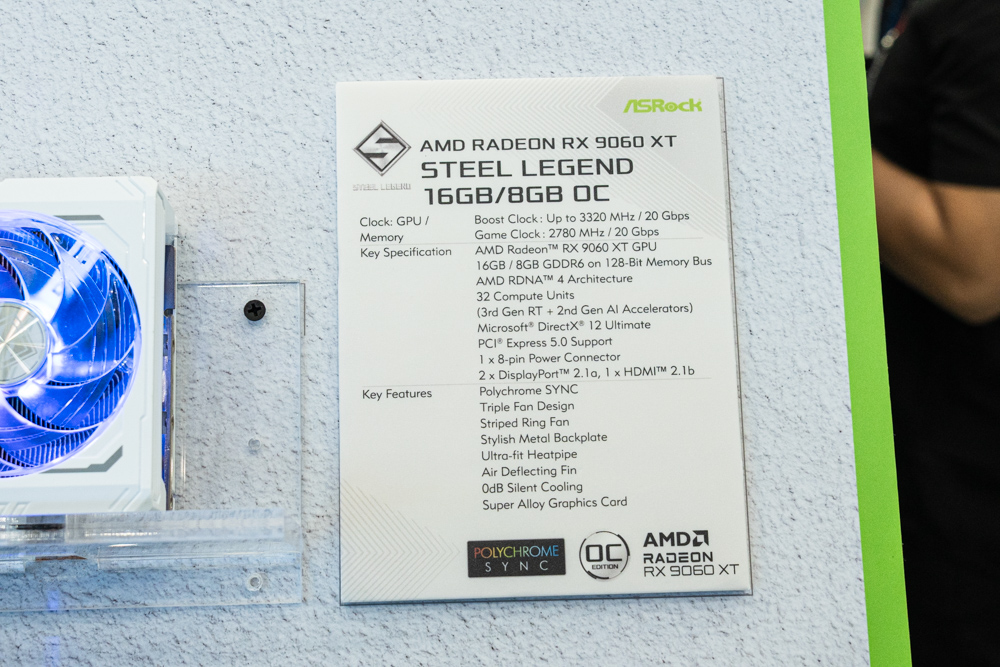 ASRock
AMD RADEON RX 9060 XT
STEEL LEGEND
16GB/8GB OC
STEEL LEGEND
Clock: GPU / Memory
Boost Clock : Up to 3320 MHz / 20 Gbps
Game Clock : 2780 MHz / 20 Gbps
Key Specification
AMD Radeon™ RX 9060 XT GPU
16GB / 8GB GDDR6 on 128-Bit Memory Bus
AMD RDNA™ 4 Architecture
32 Compute Units
(3rd Gen RT + 2nd Gen AI Accelerators)
Microsoft® DirectX® 12 Ultimate
PCI® Express 5.0 Support
1 x 8-pin Power Connector
2 x DisplayPort™ 2.1a, 1 x HDMI™ 2.1b
Key Features
Polychrome SYNC
Triple Fan Design
Striped Ring Fan
Stylish Metal Backplate
Ultra-fit Heatpipe
Air Deflecting Fin
0dB Silent Cooling
Super Alloy Graphics Card
POLYCHROME
SYNC
OC
EDITION
AMD
RADEON
RX 9060 XT